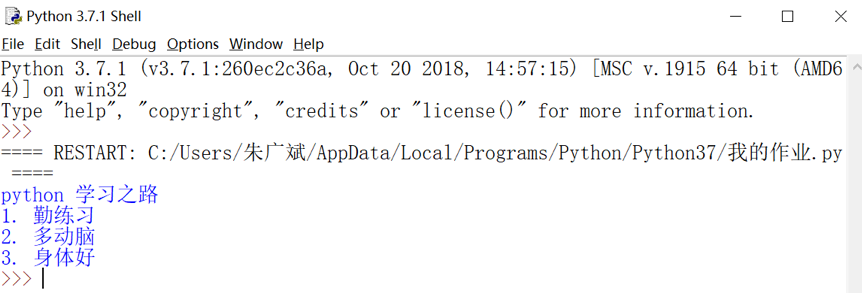 Python 3.7.1 Shell
File Edit Shell Debug Options Window Help
Python 3.7.1 (v3.7.1:260ec2c36a, Oct 20 2018, 14:57:15) [MSC v.1915 64 bit (AMD6
4)] on win32
Type "help", "copyright", "credits" or "license()" for more information.
>>>
==== RESTART: C:/Users/朱广斌/AppData/Local/Programs/Python/Python37/我的作业.py
====
python 学习之路
1. 勤练习
2. 多动脑
3. 身体好
>>>